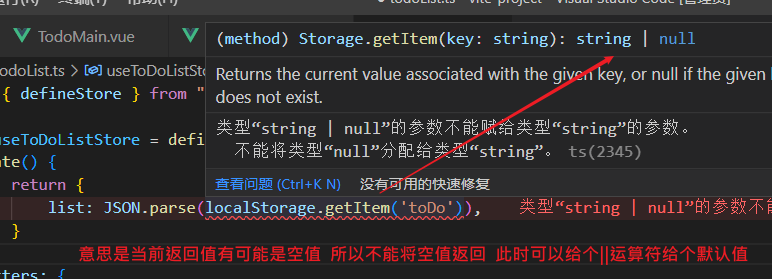 终端(T) 帮助(H) todoList.ts - vite-project - Visual Studio Code [管理员]
TodoMain.vue
(method) Storage.getItem(key: string): string | null
odoList.ts > useToDoListStore
Returns the current value associated with the given key, or null if the given
{ defineStore } from "
does not exist.
类型“string | null”的参数不能赋给类型“string”的参数。
useToDoListStore = defi
不能将类型“null”分配给类型“string”。 ts(2345)
ate() {
return {
查看问题 (Ctrl+K N) 没有可用的快速修复
list: JSON.parse(localStorage.getItem('toDo')), 类型“string | null”的参数不能
}
意思是当前返回值有可能是空值 所以不能将空值返回 此时可以给个||运算符给个默认值
tters: {